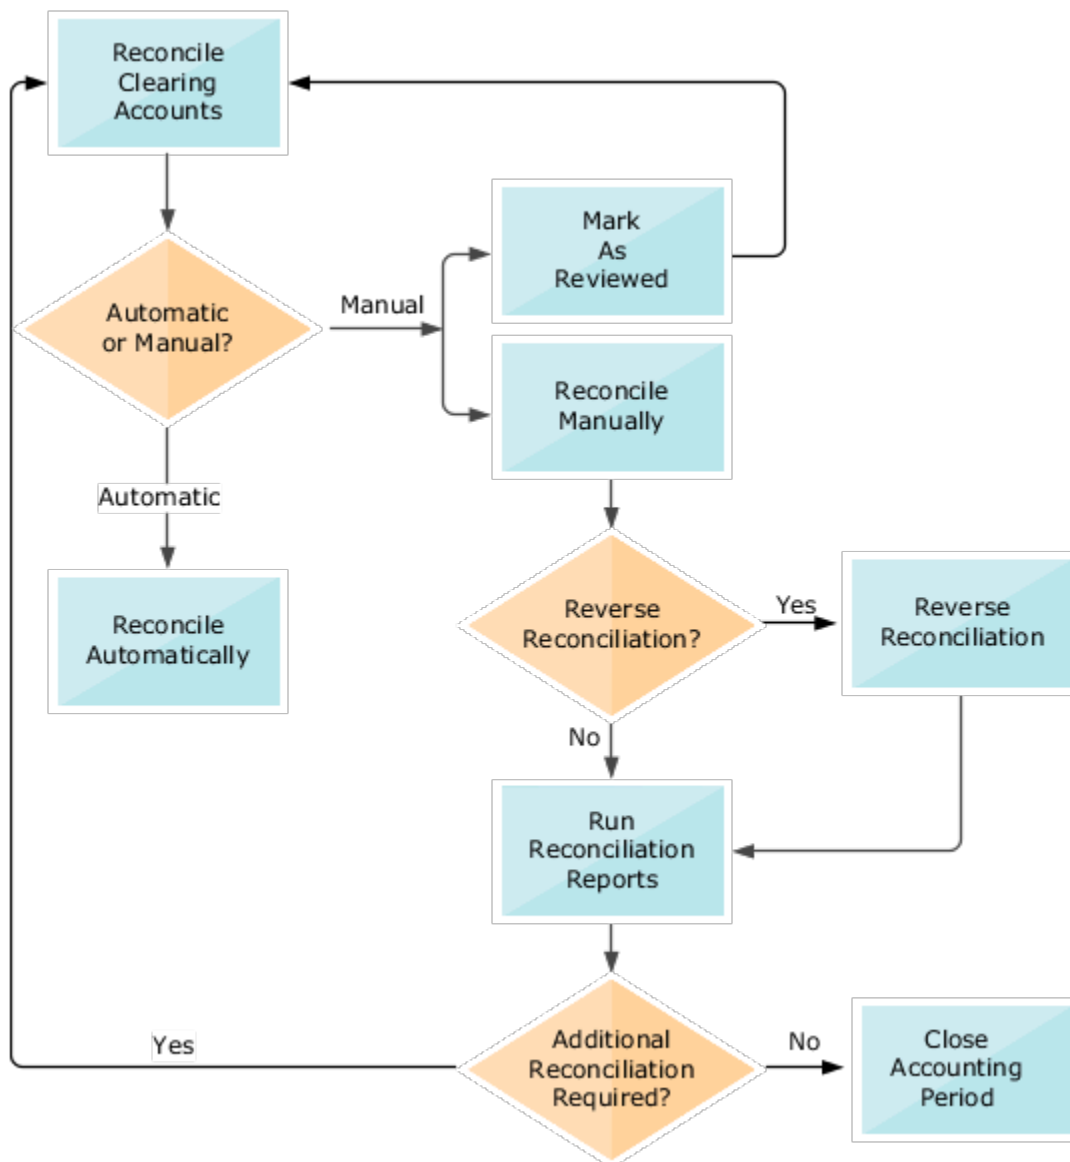 Reconcile
Clearing
Accounts
Mark
As
Reviewed
Automatic
or Manual?
Manual
Reconcile
Manually
Automatic
Reconcile
Automatically
Reverse
Reconciliation?
Yes
Reverse
Reconciliation
No
Run
Reconciliation
Reports
Additional
Reconciliation
Required?
Yes
No
Close
Accounting
Period